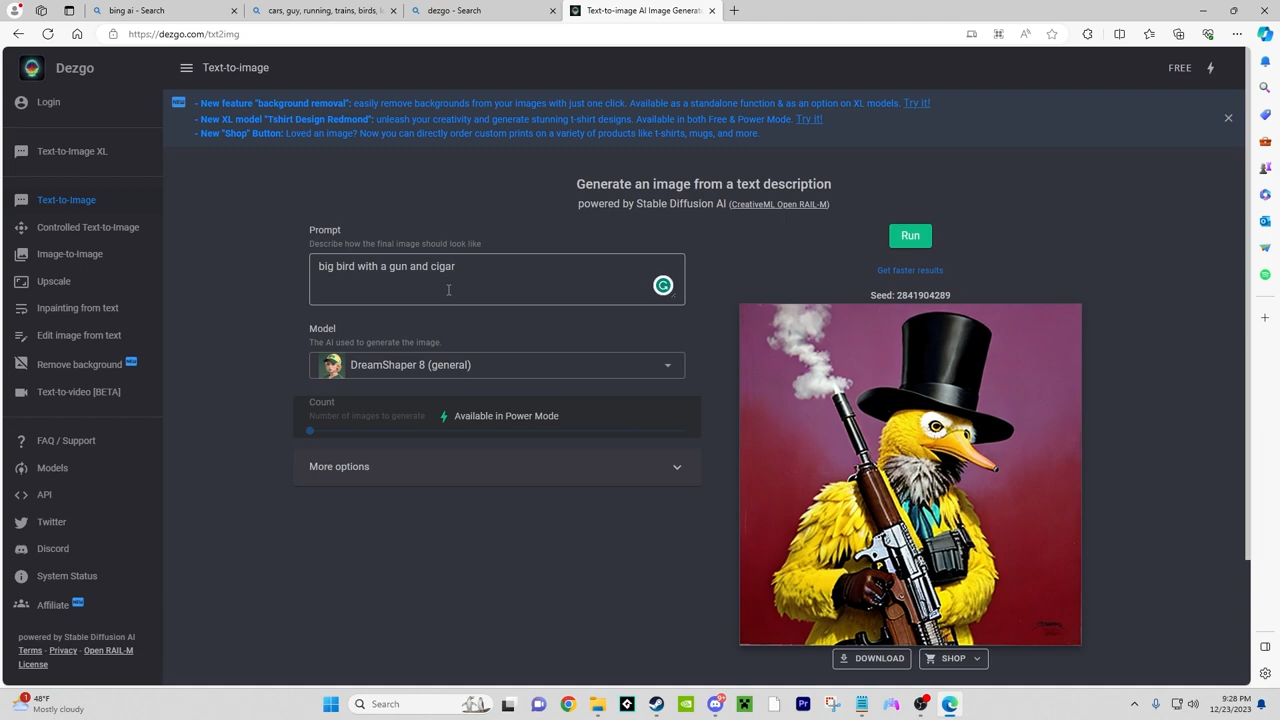 bing ai - Search
cars, guy, running, trains, birds, k
dezgo - Search
Text-to-image AI Image Generat
https://dezgo.com/txt2img
Dezgo
Text-to-image
FREE
Login
NEW
- New feature "background removal": easily remove backgrounds from your images with just one click. Available as a standalone function & as an option on XL models. Try it!
- New XL model "Tshirt Design Redmond": unleash your creativity and generate stunning t-shirt designs. Available in both Free & Power Mode. Try it!
- New "Shop" Button: Loved an image? Now you can directly order custom prints on a variety of products like t-shirts, mugs, and more.
Text-to-Image XL
Text-to-Image
Controlled Text-to-Image
Image-to-Image
Upscale
Inpainting from text
Edit image from text
Remove background NEW
Text-to-video [BETA]
FAQ / Support
Models
API
Twitter
Discord
System Status
Affiliate NEW
powered by Stable Diffusion AI
Terms - Privacy - Open RAIL-M
License
Generate an image from a text description
powered by Stable Diffusion AI (CreativeML Open RAIL-M)
Prompt
Describe how the final image should look like
big bird with a gun and cigar
Model
The AI used to generate the image.
DreamShaper 8 (general)
Count
Number of images to generate
Available in Power Mode
More options
Run
Get faster results
Seed: 2841904289
DOWNLOAD
SHOP
1
48°F
Mostly cloudy
Search
9+
Pr
9:28 PM
12/23/2023